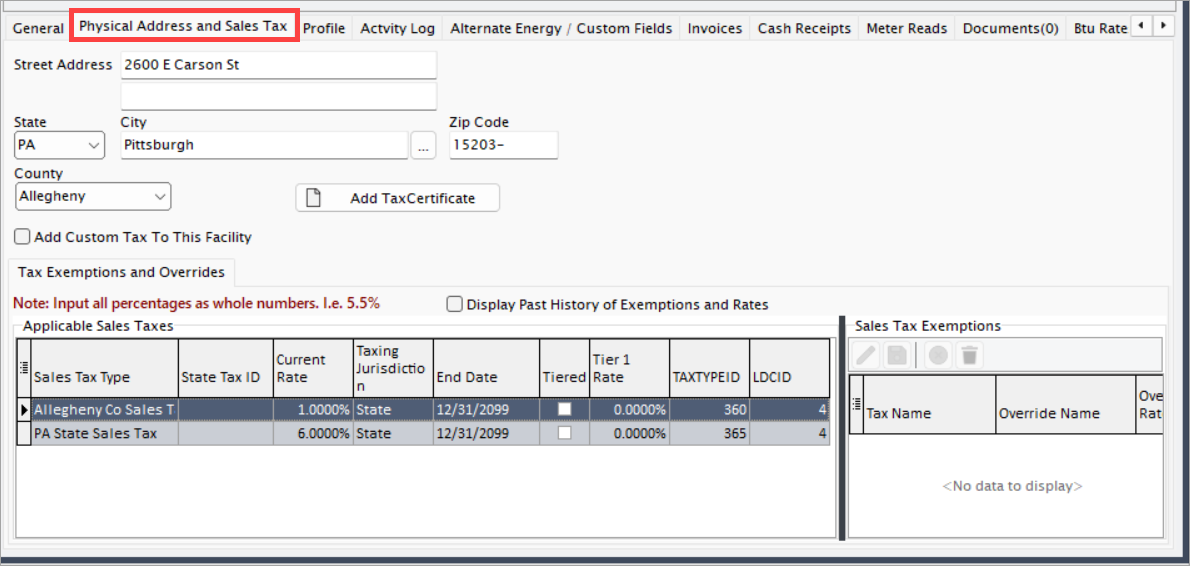 General Physical Address and Sales Tax Profile Actvity Log Alternate Energy / Custom Fields Invoices Cash Receipts Meter Reads Documents(0) Btu Rate
Street Address 2600 E Carson St
State City Zip Code
PA Pittsburgh ... 15203-
County
Allegheny Add TaxCertificate
Add Custom Tax To This Facility
Tax Exemptions and Overrides
Note: Input all percentages as whole numbers. I.e. 5.5% Display Past History of Exemptions and Rates
Applicable Sales Taxes
Sales Tax Type State Tax ID Current Rate Taxing Jurisdictio n End Date Tiered Tier 1 Rate TAXTYPEID LDCID
Allegheny Co Sales T 1.0000% State 12/31/2099 0.0000% 360 4
PA State Sales Tax 6.0000% State 12/31/2099 0.0000% 365 4
Sales Tax Exemptions
Tax Name Override Name Ove Rat
<No data to display>